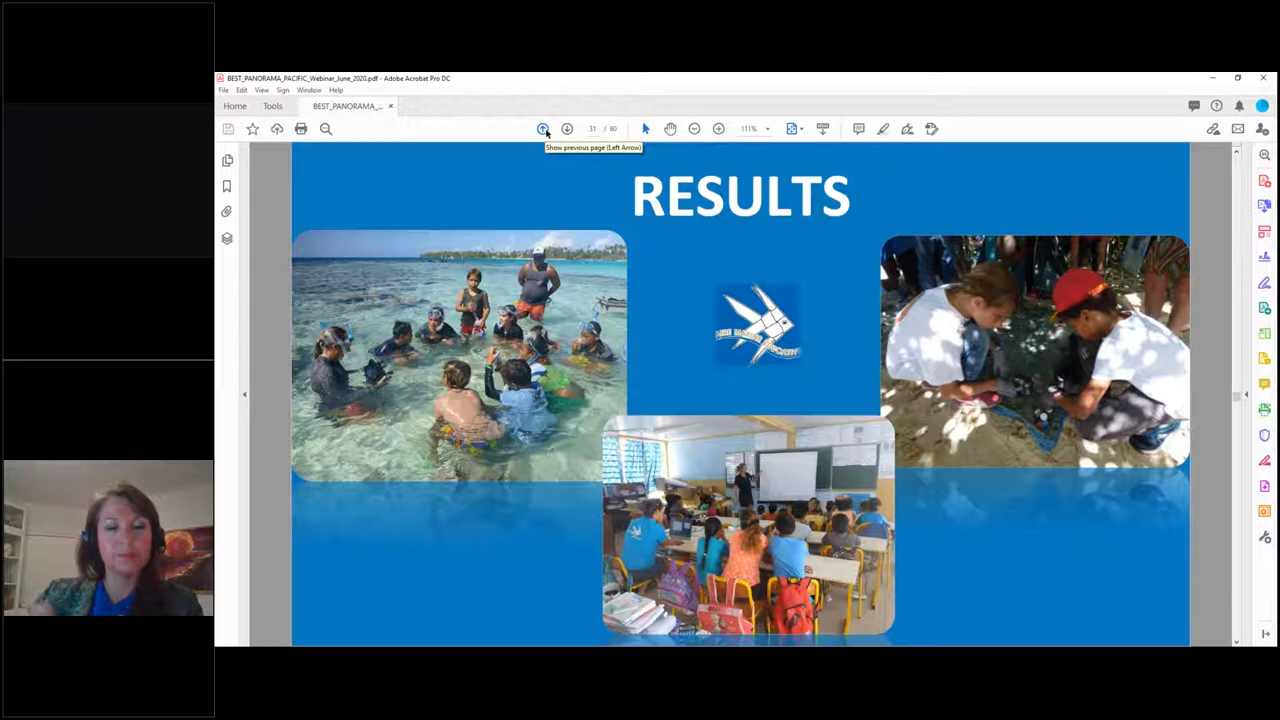 BEST_PANORAMA_PACIFIC_Webinar_June_2020.pdf - Adobe Acrobat Pro DC
File Edit View Sign Window Help
Home Tools BEST_PANORAMA_... ×
31 / 80 111%
Show previous page (Left Arrow)
RESULTS